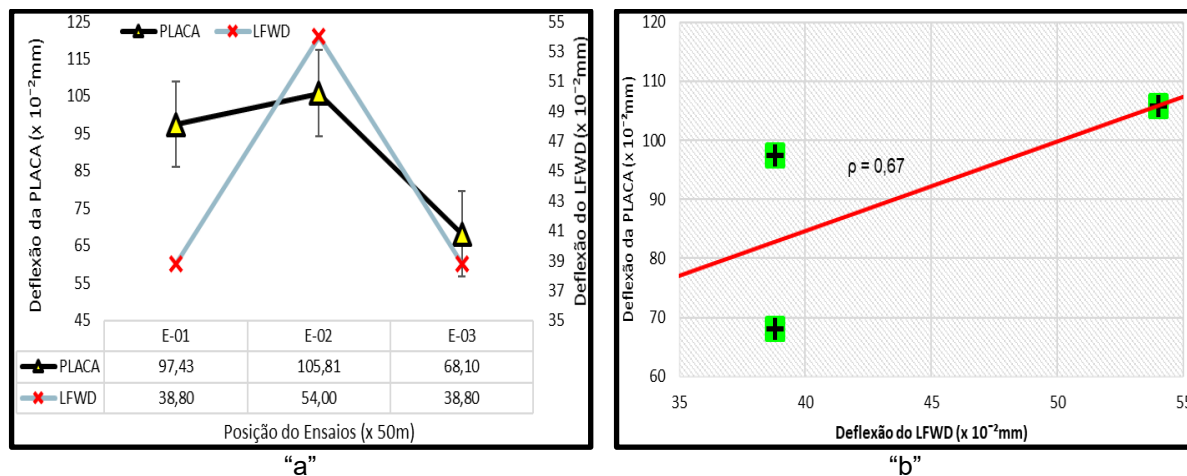 PLACA LFWD
Deflexão da PLACA (x 10⁻²mm)
125
115
105
95
85
75
65
55
45
55
53
51
49
47
45
43
41
39
37
35
Deflexão do LFWD (x 10⁻²mm)
E-01 E-02 E-03
PLACA 97,43 105,81 68,10
LFWD 38,80 54,00 38,80
Posição do Ensaios (x 50m)
"a"
Deflexão da PLACA (x 10⁻²mm)
120
110
100
90
80
70
60
ρ = 0,67
35 40 45 50 55
Deflexão do LFWD (x 10⁻²mm)
"b"